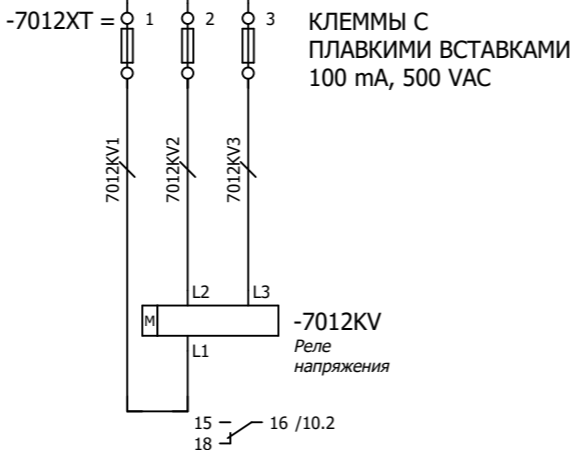 -7012XT = 1 2 3
КЛЕММЫ С
ПЛАВКИМИ ВСТАВКАМИ
100 mA, 500 VAC
7012KV1
7012KV2
7012KV3
L2 L3
M
-7012KV
L1
Реле
напряжения
15 16 /10.2
18